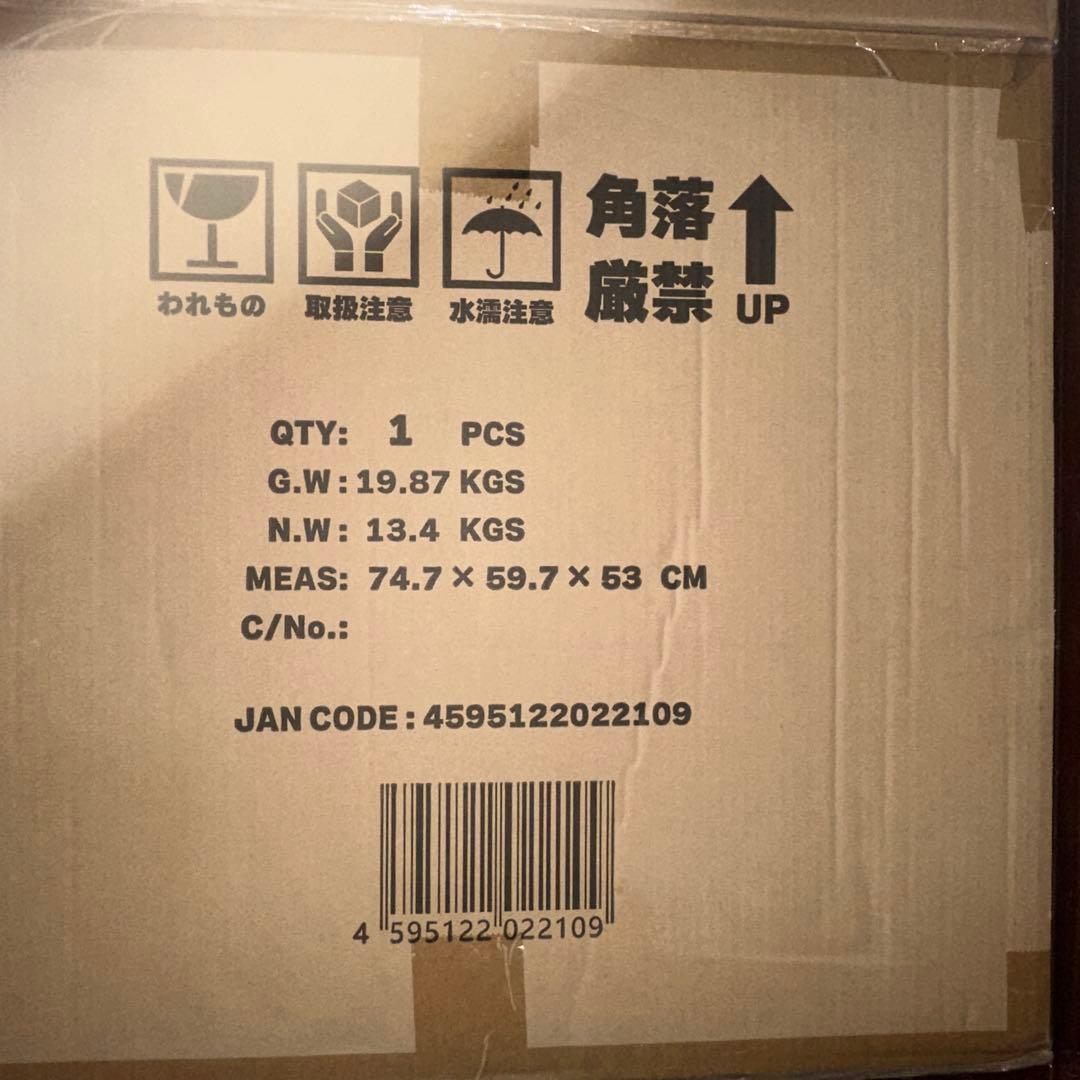 われもの
取扱注意
水濡注意
角落
厳禁
UP
QTY: 1 PCS
G.W : 19.87 KGS
N.W : 13.4 KGS
MEAS: 74.7 × 59.7 × 53 CM
C/No.:
JAN CODE : 4595122022109
4 595122 022109